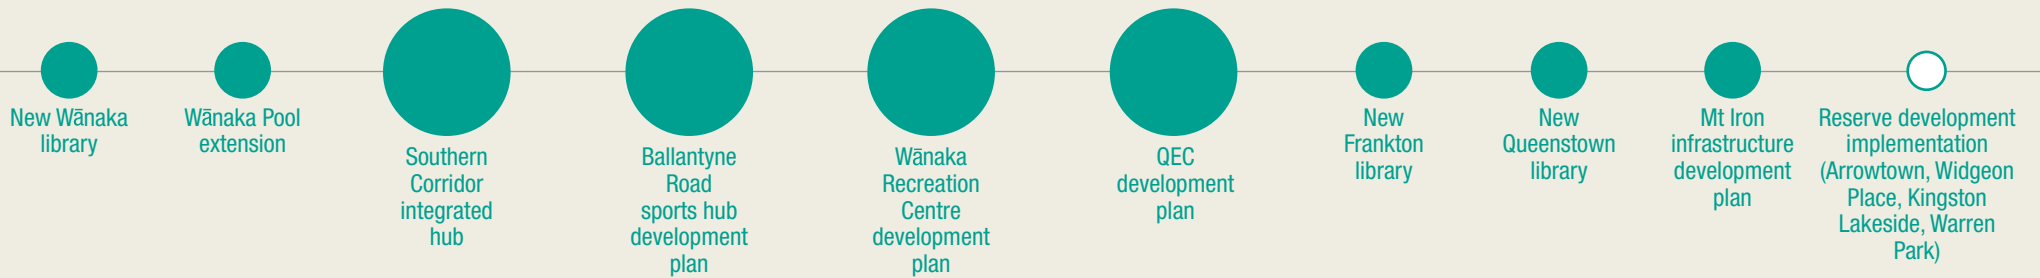 New Wānaka
library
Wānaka Pool
extension
Southern
Corridor
integrated
hub
Ballantyne
Road
sports hub
development
plan
Wānaka
Recreation
Centre
development
plan
QEC
development
plan
New
Frankton
library
New
Queenstown
library
Mt Iron
infrastructure
development
plan
Reserve development
implementation
(Arrowtown, Widgeon
Place, Kingston
Lakeside, Warren
Park)